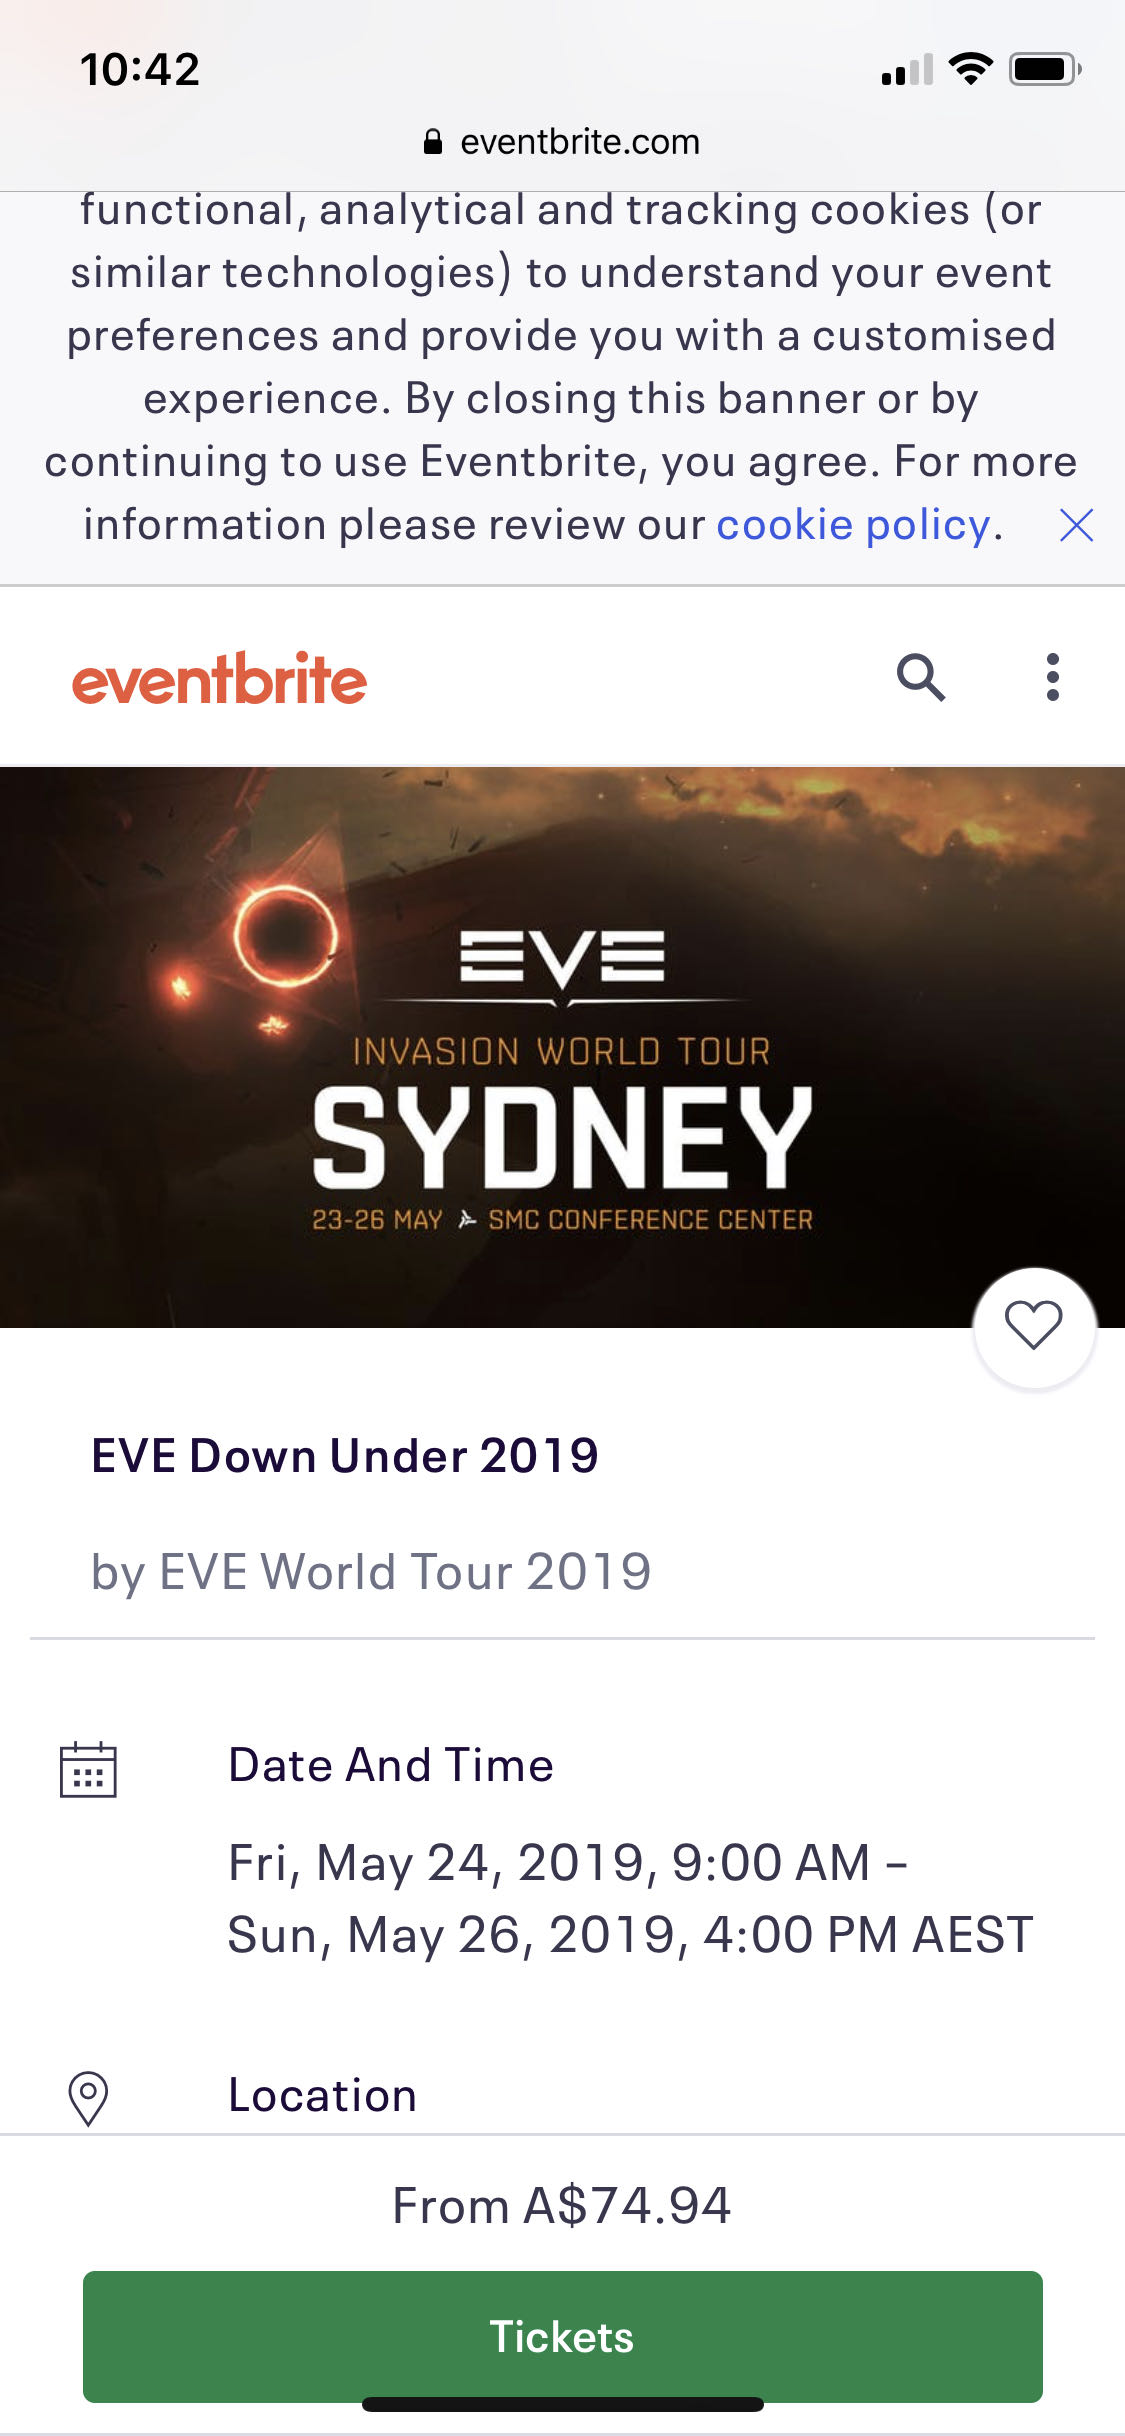 10:42
eventbrite.com
functional, analytical and tracking cookies (or
similar technologies) to understand your event
preferences and provide you with a customised
experience. By closing this banner or by
continuing to use Eventbrite, you agree. For more
information please review our cookie policy.
eventbrite
EVE
INVASION WORLD TOUR
SYDNEY
23-26 MAY SMC CONFERENCE CENTER
EVE Down Under 2019
by EVE World Tour 2019
Date And Time
Fri, May 24, 2019, 9:00 AM –
Sun, May 26, 2019, 4:00 PM AEST
Location
From A$74.94
Tickets